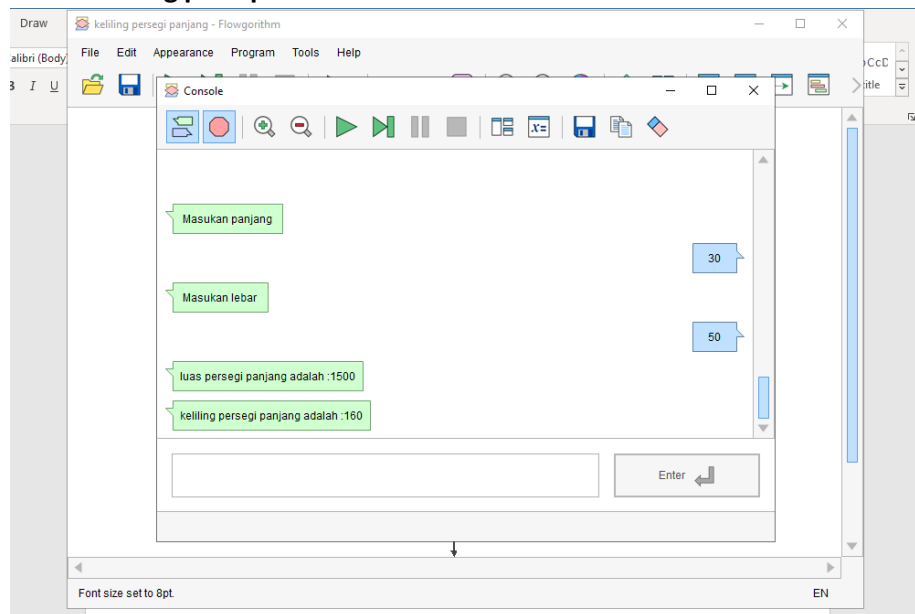 Draw
keliling persegi panjang - Flowgorithm
alibri (Body)
File Edit Appearance Program Tools Help
I U
Console
title
x=
Masukan panjang
30
Masukan lebar
50
luas persegi panjang adalah :1500
keliling persegi panjang adalah :160
Enter
Font size set to 8pt.
EN